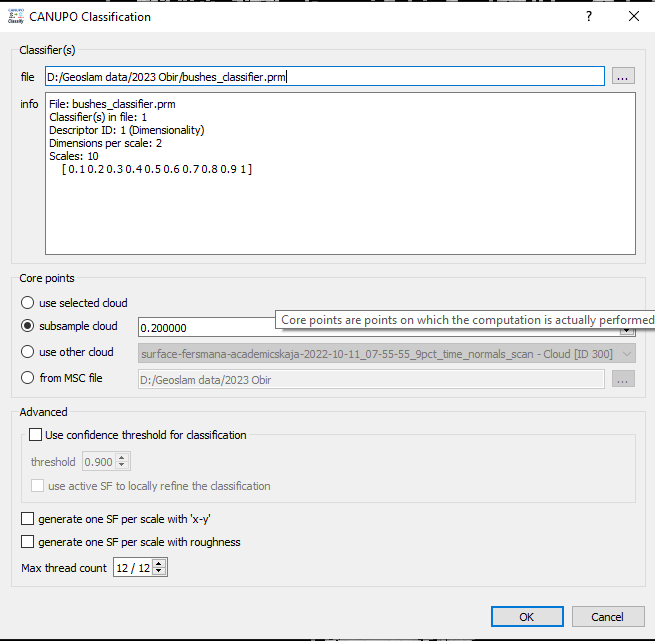 CANUPO Classify CANUPO Classification ?
Classifier(s)
file D:/Geoslam data/2023 Obir/bushes_classifier.prm ...
info File: bushes_classifier.prm
Classifier(s) in file: 1
Descriptor ID: 1 (Dimensionality)
Dimensions per scale: 2
Scales: 10
[ 0.1 0.2 0.3 0.4 0.5 0.6 0.7 0.8 0.9 1 ]
Core points
use selected cloud
Core points are points on which the computation is actually performed
subsample cloud 0.200000
use other cloud surface-fersmana-academicskaja-2022-10-11_07-55-55_9pct_time_normals_scan - Cloud [ID 300]
from MSC file D:/Geoslam data/2023 Obir ...
Advanced
Use confidence threshold for classification
threshold 0.900
use active SF to locally refine the classification
generate one SF per scale with 'x-y'
generate one SF per scale with roughness
Max thread count 12 / 12
OK Cancel